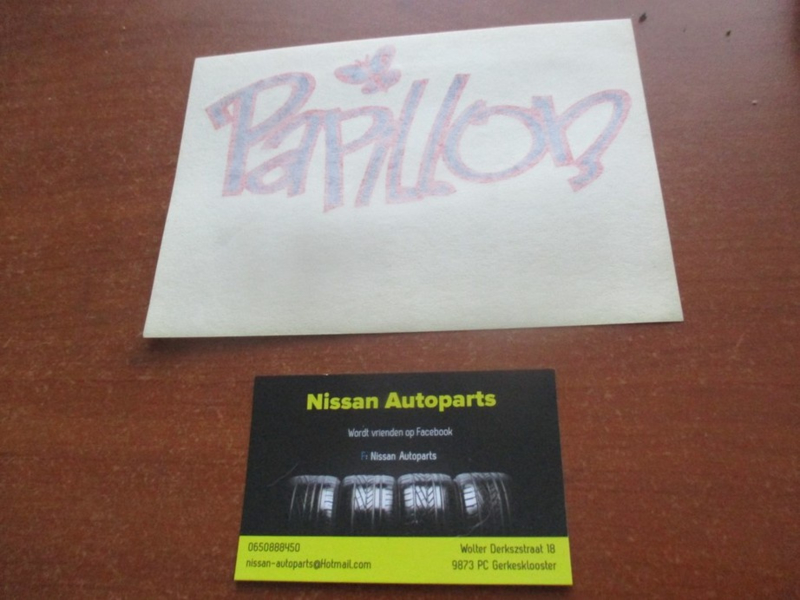 Papillon
Nissan Autoparts
Wordt vrienden op Facebook
F: Nissan Autoparts
0650888450
nissan-autoparts@Hotmail.com
Wolter Derkszstraat 18
9873 PC Gerkesklooster